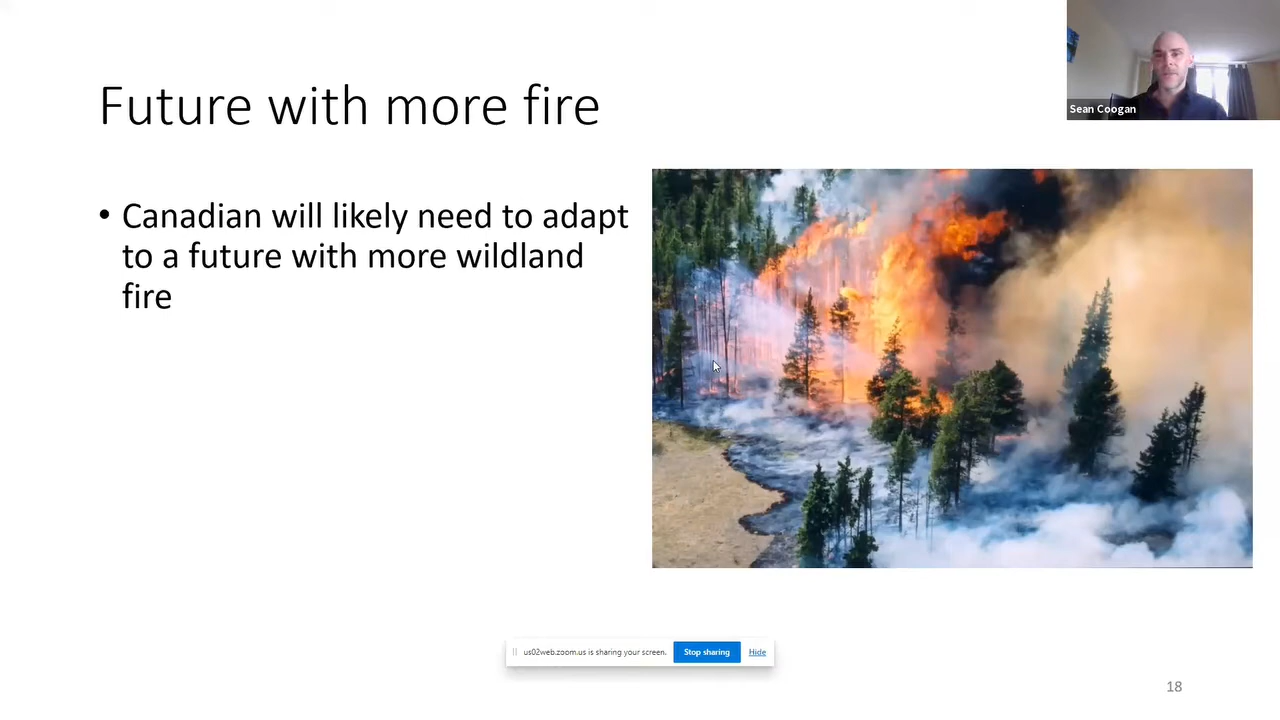 Sean Coogan
Future with more fire
• Canadian will likely need to adapt
to a future with more wildland
fire
us02web.zoom.us is sharing your screen.
Stop sharing
Hide
18